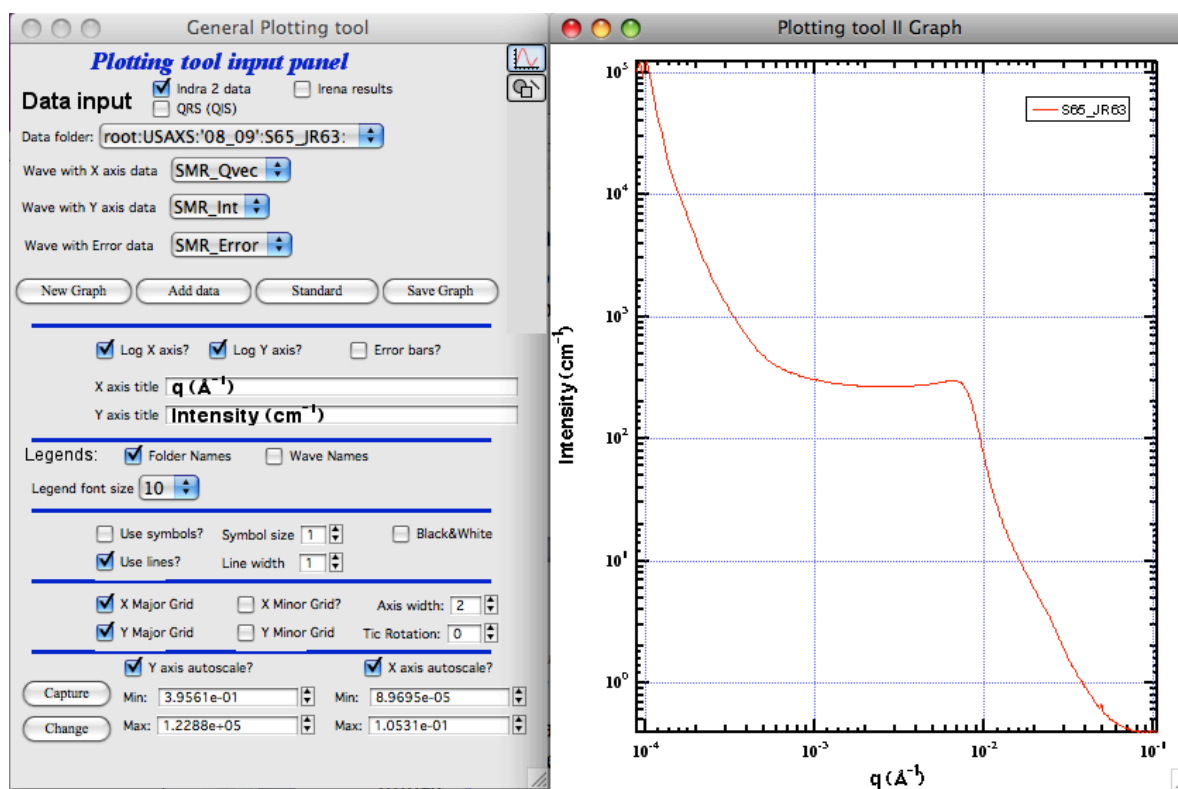 General Plotting tool
Plotting tool input panel
Data input
Indra 2 data Irena results
QRS (QIS)
Data folder: root:USAXS:'08_09':S65_JR63:
Wave with X axis data SMR_Qvec
Wave with Y axis data SMR_Int
Wave with Error data SMR_Error
New Graph Add data Standard Save Graph
Log X axis? Log Y axis? Error bars?
X axis title q (Å⁻¹)
Y axis title Intensity (cm⁻¹)
Legends: Folder Names Wave Names
Legend font size 10
Use symbols? Symbol size 1 Black&White
Use lines? Line width 1
X Major Grid X Minor Grid? Axis width: 2
Y Major Grid Y Minor Grid Tic Rotation: 0
Y axis autoscale? X axis autoscale?
Capture Min: 3.9561e-01 Min: 8.9695e-05
Change Max: 1.2288e+05 Max: 1.0531e-01
Plotting tool II Graph
S65_JR63
Intensity (cm⁻¹)
10⁵
10⁴
10³
10²
10¹
10⁰
10⁻⁴ 10⁻³ 10⁻² 10⁻¹
q (Å⁻¹)